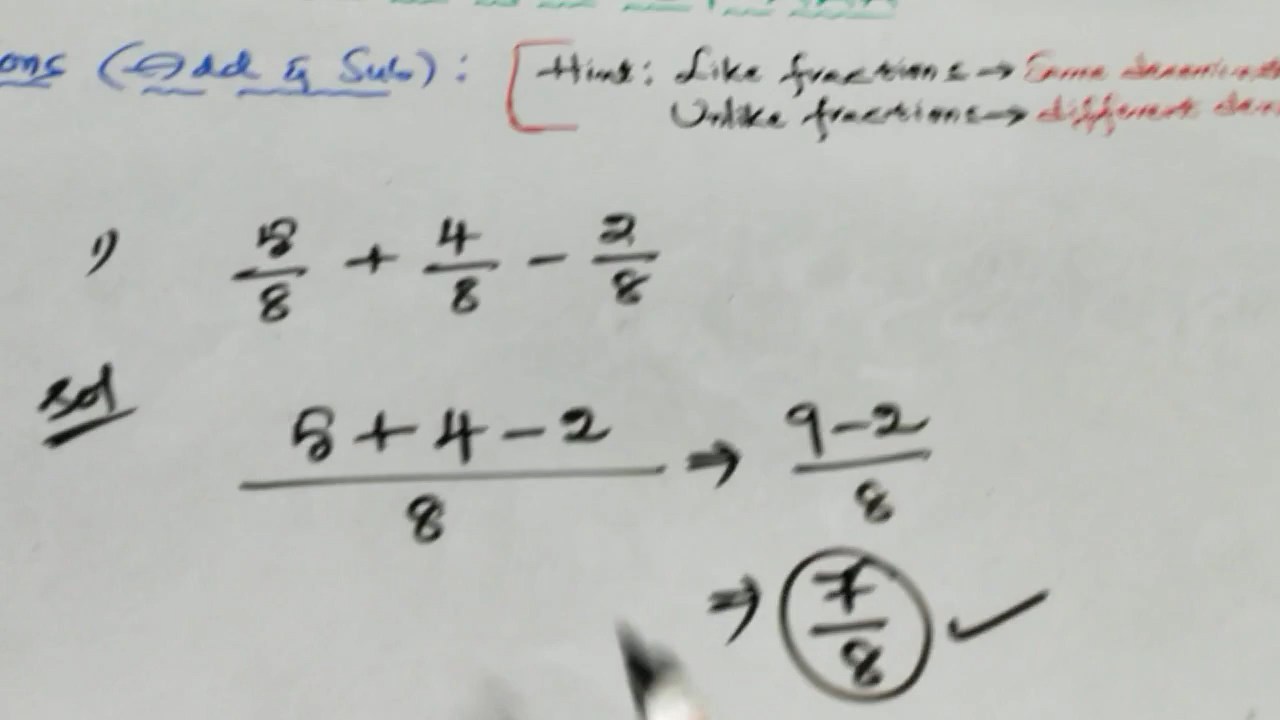 ons (Add & Sub) : [ Hint: Like fractions → Same
Unlike fractions → different
1) 5/8 + 4/8 - 2/8
Sol
5 + 4 - 2 / 8 ⇒ 9 - 2 / 8
⇒ 7/8 ✓